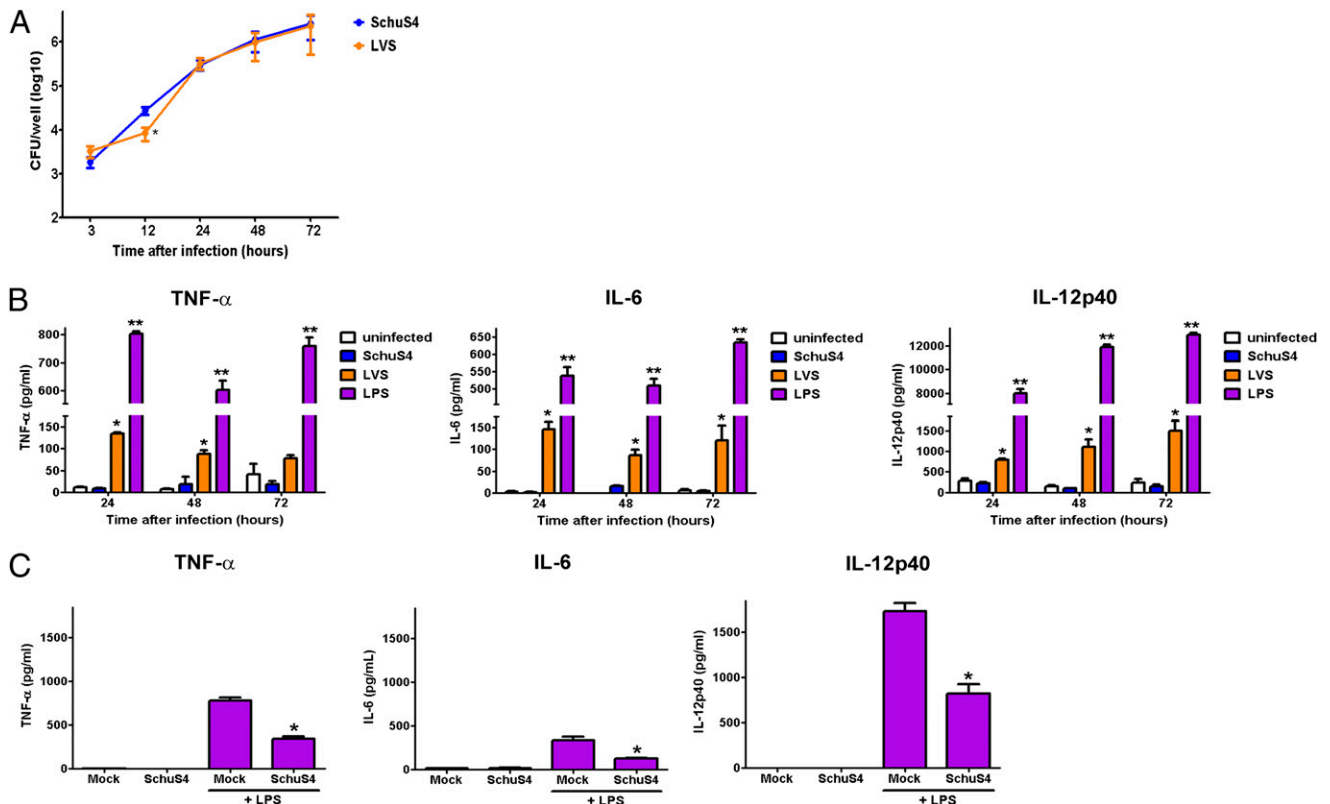 A
SchuS4
LVS
CFU/well (log10)
6
5
4
3
2
3 12 24 48 72
Time after infection (hours)
*
B
TNF-α
TNF-α (pg/ml)
800
700
600
500
150
100
50
0
* ** * ** **
uninfected
SchuS4
LVS
LPS
24 48 72
Time after infection (hours)
IL-6
IL-6 (pg/ml)
650
600
550
500
450
150
100
50
0
* ** * ** * **
uninfected
SchuS4
LVS
LPS
24 48 72
Time after infection (hours)
IL-12p40
IL-12p40 (pg/ml)
12000
10000
8000
6000
1500
1000
500
0
* ** * ** * **
uninfected
SchuS4
LVS
LPS
24 48 72
Time after infection (hours)
C
TNF-α
TNF-α (pg/ml)
1500
1000
500
0
*
Mock SchuS4 Mock SchuS4
+ LPS
IL-6
IL-6 (pg/mL)
1500
1000
500
0
*
Mock SchuS4 Mock SchuS4
+ LPS
IL-12p40
IL-12p40 (pg/ml)
1500
1000
500
0
*
Mock SchuS4 Mock SchuS4
+ LPS